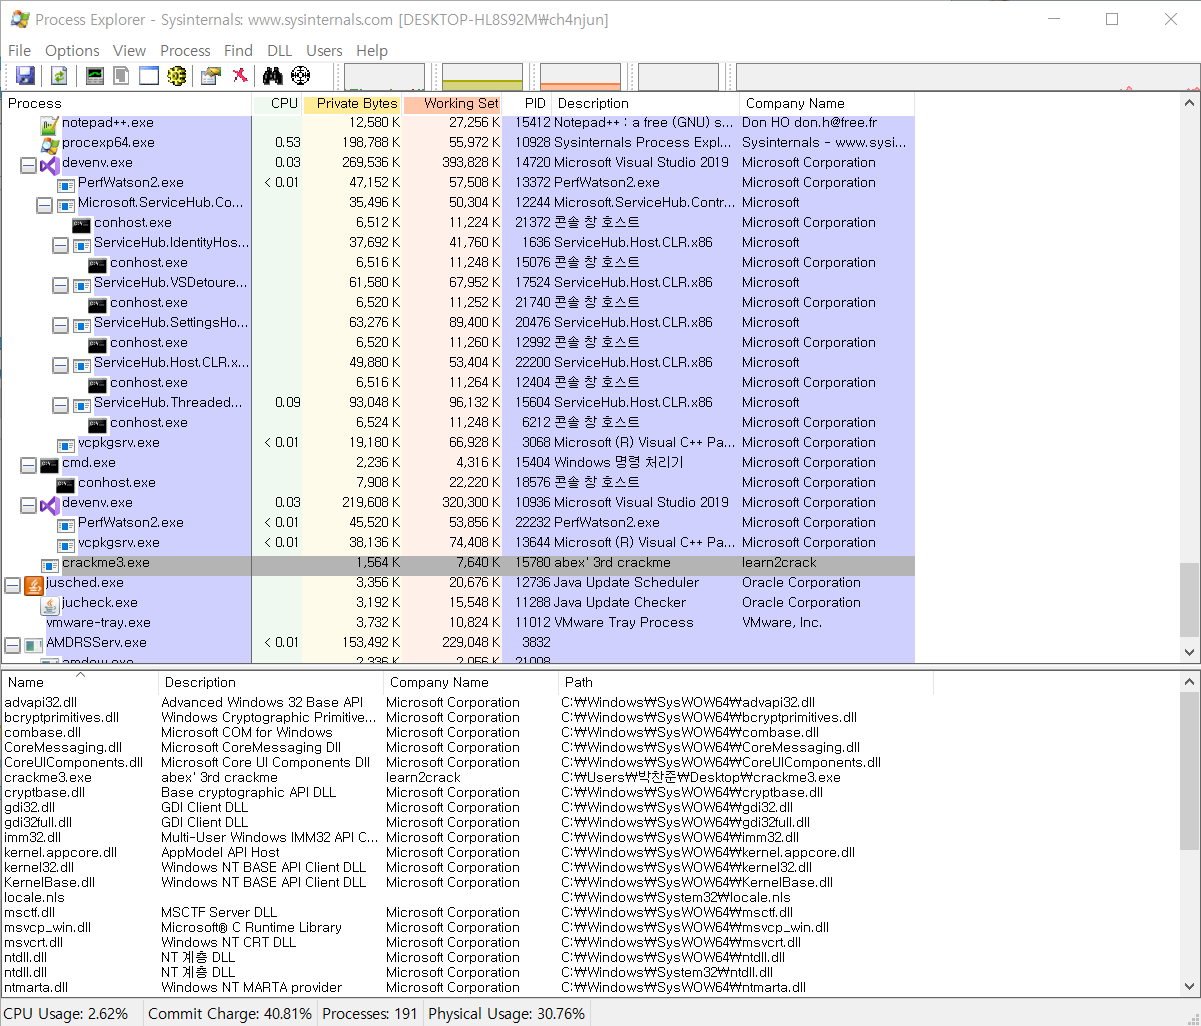 Process Explorer - Sysinternals: www.sysinternals.com [DESKTOP-HL8S92M₩ch4njun]
File Options View Process Find DLL Users Help
Process CPU Private Bytes Working Set PID Description Company Name
notepad++.exe 12,580 K 27,256 K 15412 Notepad++ : a free (GNU) s... Don HO don.h@free.fr
procexp64.exe 0.53 198,788 K 55,972 K 10928 Sysinternals Process Expl... Sysinternals - www.sysi...
devenv.exe 0.03 269,536 K 393,828 K 14720 Microsoft Visual Studio 2019 Microsoft Corporation
PerfWatson2.exe < 0.01 47,152 K 57,508 K 13372 PerfWatson2.exe Microsoft Corporation
Microsoft.ServiceHub.Co... 35,496 K 50,304 K 12244 Microsoft.ServiceHub.Contr... Microsoft
conhost.exe 6,512 K 11,224 K 21372 콘솔 창 호스트 Microsoft Corporation
ServiceHub.IdentityHos... 37,692 K 41,760 K 1636 ServiceHub.Host.CLR.x86 Microsoft
conhost.exe 6,516 K 11,248 K 15076 콘솔 창 호스트 Microsoft Corporation
ServiceHub.VSDetoure... 61,580 K 67,952 K 17524 ServiceHub.Host.CLR.x86 Microsoft
conhost.exe 6,520 K 11,252 K 21740 콘솔 창 호스트 Microsoft Corporation
ServiceHub.SettingsHo... 63,276 K 89,400 K 20476 ServiceHub.Host.CLR.x86 Microsoft
conhost.exe 6,520 K 11,260 K 12992 콘솔 창 호스트 Microsoft Corporation
ServiceHub.Host.CLR.x... 49,880 K 53,404 K 22200 ServiceHub.Host.CLR.x86 Microsoft
conhost.exe 6,516 K 11,264 K 12404 콘솔 창 호스트 Microsoft Corporation
ServiceHub.Threaded... 0.09 93,048 K 96,132 K 15604 ServiceHub.Host.CLR.x86 Microsoft
conhost.exe 6,524 K 11,248 K 6212 콘솔 창 호스트 Microsoft Corporation
vcpkgsrv.exe < 0.01 19,180 K 66,928 K 3068 Microsoft (R) Visual C++ Pa... Microsoft Corporation
cmd.exe 2,236 K 4,316 K 15404 Windows 명령 처리기 Microsoft Corporation
conhost.exe 7,908 K 22,220 K 18576 콘솔 창 호스트 Microsoft Corporation
devenv.exe 0.03 219,608 K 320,300 K 10936 Microsoft Visual Studio 2019 Microsoft Corporation
PerfWatson2.exe < 0.01 45,520 K 53,856 K 22232 PerfWatson2.exe Microsoft Corporation
vcpkgsrv.exe < 0.01 38,136 K 74,408 K 13644 Microsoft (R) Visual C++ Pa... Microsoft Corporation
crackme3.exe 1,564 K 7,640 K 15780 abex' 3rd crackme learn2crack
jusched.exe 3,356 K 20,676 K 12736 Java Update Scheduler Oracle Corporation
jucheck.exe 3,192 K 15,548 K 11288 Java Update Checker Oracle Corporation
vmware-tray.exe 3,732 K 10,824 K 11012 VMware Tray Process VMware, Inc.
AMDRSServ.exe < 0.01 153,492 K 229,048 K 3832
amdow.exe 2,336 K 2,056 K 21008
Name Description Company Name Path
advapi32.dll Advanced Windows 32 Base API Microsoft Corporation C:₩Windows₩SysWOW64₩advapi32.dll
bcryptprimitives.dll Windows Cryptographic Primitive... Microsoft Corporation C:₩Windows₩SysWOW64₩bcryptprimitives.dll
combase.dll Microsoft COM for Windows Microsoft Corporation C:₩Windows₩SysWOW64₩combase.dll
CoreMessaging.dll Microsoft CoreMessaging Dll Microsoft Corporation C:₩Windows₩SysWOW64₩CoreMessaging.dll
CoreUIComponents.dll Microsoft Core UI Components Dll Microsoft Corporation C:₩Windows₩SysWOW64₩CoreUIComponents.dll
crackme3.exe abex' 3rd crackme learn2crack C:₩Users₩박찬준₩Desktop₩crackme3.exe
cryptbase.dll Base cryptographic API DLL Microsoft Corporation C:₩Windows₩SysWOW64₩cryptbase.dll
gdi32.dll GDI Client DLL Microsoft Corporation C:₩Windows₩SysWOW64₩gdi32.dll
gdi32full.dll GDI Client DLL Microsoft Corporation C:₩Windows₩SysWOW64₩gdi32full.dll
imm32.dll Multi-User Windows IMM32 API C... Microsoft Corporation C:₩Windows₩SysWOW64₩imm32.dll
kernel.appcore.dll AppModel API Host Microsoft Corporation C:₩Windows₩SysWOW64₩kernel.appcore.dll
kernel32.dll Windows NT BASE API Client DLL Microsoft Corporation C:₩Windows₩SysWOW64₩kernel32.dll
KernelBase.dll Windows NT BASE API Client DLL Microsoft Corporation C:₩Windows₩SysWOW64₩KernelBase.dll
locale.nls C:₩Windows₩System32₩locale.nls
msctf.dll MSCTF Server DLL Microsoft Corporation C:₩Windows₩SysWOW64₩msctf.dll
msvcp_win.dll Microsoft® C Runtime Library Microsoft Corporation C:₩Windows₩SysWOW64₩msvcp_win.dll
msvcrt.dll Windows NT CRT DLL Microsoft Corporation C:₩Windows₩SysWOW64₩msvcrt.dll
ntdll.dll NT 계층 DLL Microsoft Corporation C:₩Windows₩SysWOW64₩ntdll.dll
ntdll.dll NT 계층 DLL Microsoft Corporation C:₩Windows₩System32₩ntdll.dll
ntmarta.dll Windows NT MARTA provider Microsoft Corporation C:₩Windows₩SysWOW64₩ntmarta.dll
CPU Usage: 2.62% Commit Charge: 40.81% Processes: 191 Physical Usage: 30.76%